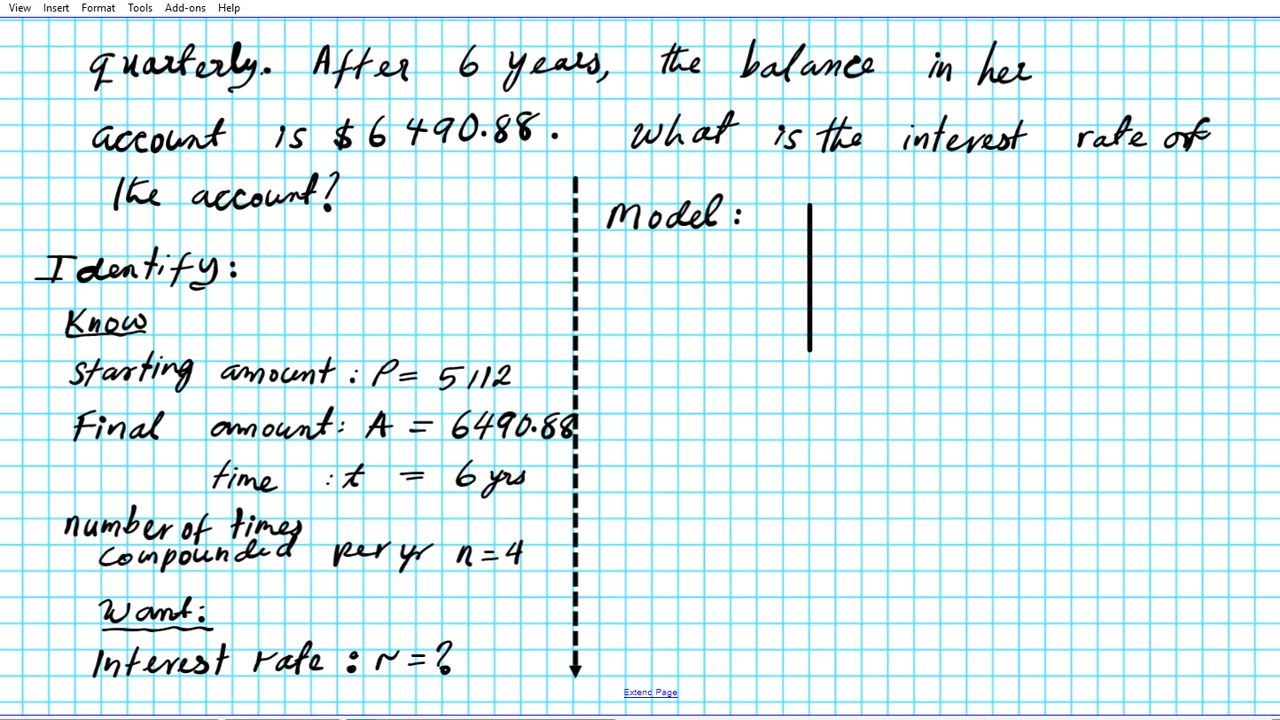 View Insert Format Tools Add-ons Help
quarterly. After 6 years, the balance in her
account is $6490.88. What is the interest rate of
the account?
Model:
Identify:
Know
starting amount: P= 5112
Final amount: A = 6490.88
time : t = 6 yrs
number of times
compounded per yr n=4
Want:
Interest rate : r=?
Extend Page